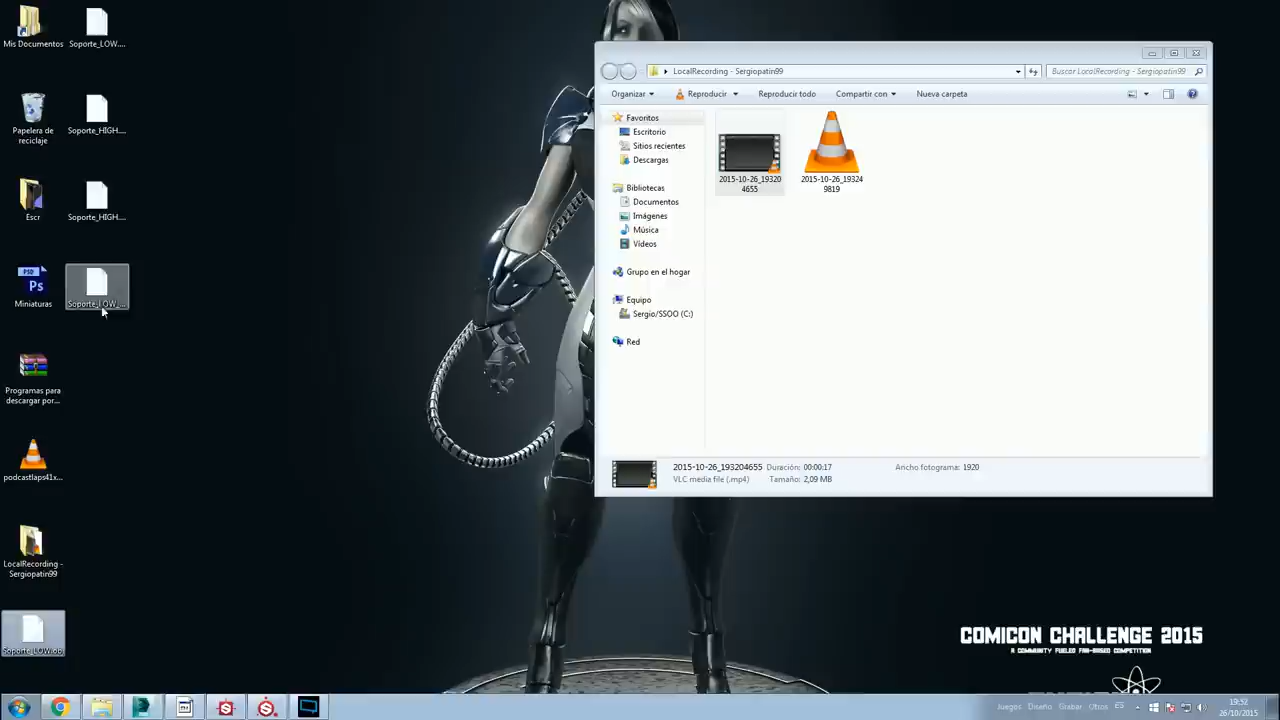 Mis Documentos
Soporte_LOW....
Papelera de
reciclaje
Soporte_HIGH....
Escr
Soporte_HIGH....
Miniaturas
Soporte_LOW_...
Programas para
descargar por...
podcastlaps41x...
LocalRecording -
Sergiopatin99
Soporte_LOW.obj
LocalRecording - Sergiopatin99
Buscar LocalRecording - Sergiopatin99
Organizar
Reproducir
Reproducir todo
Compartir con
Nueva carpeta
Favoritos
Escritorio
Sitios recientes
Descargas
Bibliotecas
Documentos
Imágenes
Música
Vídeos
Grupo en el hogar
Equipo
Sergio/SSOO (C:)
Red
2015-10-26_19320
4655
2015-10-26_19324
9819
2015-10-26_193204655
Duración: 00:00:17
Ancho fotograma: 1920
VLC media file (.mp4)
Tamaño: 2,09 MB
COMICON CHALLENGE 2015
A COMMUNITY FUELED FAN-BASED COMPETITION
PSD
Ps
Juegos
Diseño
Grabar
Otros
ES
19:52
26/10/2015